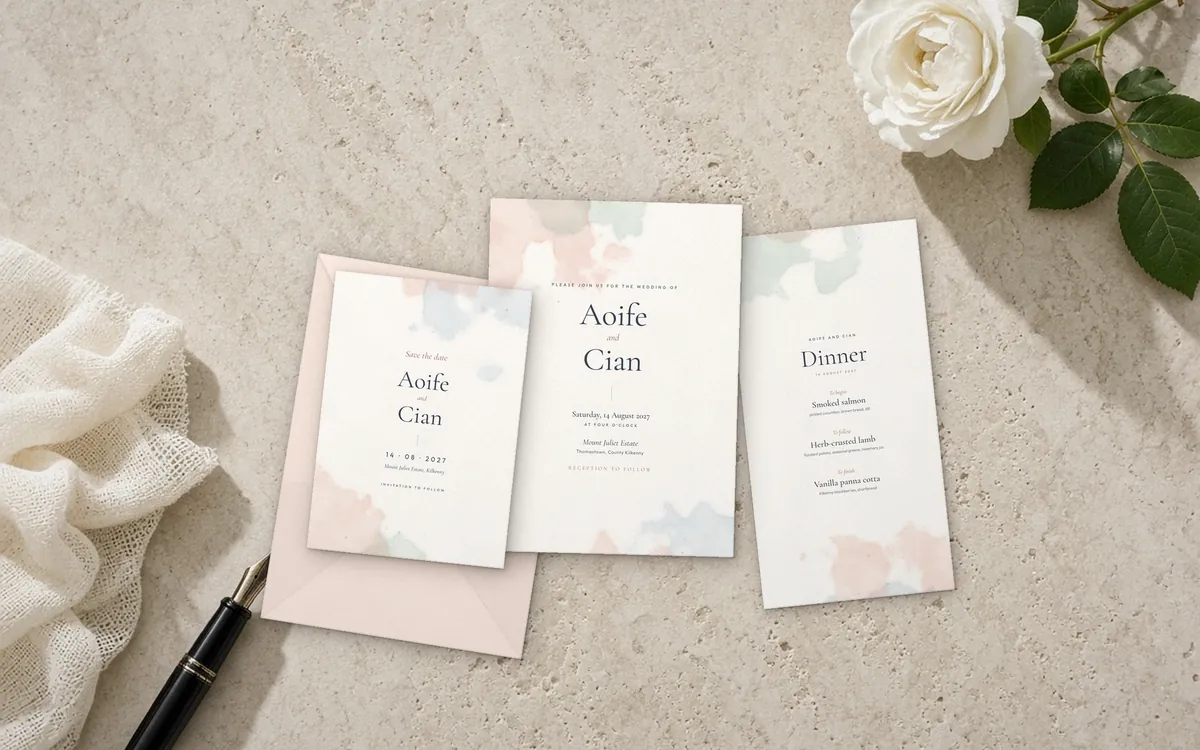 Save the date
Aoife
and
Cian
14 · 08 · 2027
Mount Juliet Estate, Kilkenny
INVITATION TO FOLLOW
PLEASE JOIN US FOR THE WEDDING OF
Aoife
and
Cian
Saturday, 14 August 2027
AT FOUR O'CLOCK
Mount Juliet Estate
Thomastown, County Kilkenny
RECEPTION TO FOLLOW
AOIFE AND CIAN
Dinner
14 AUGUST 2027
To begin
Smoked salmon
To follow
Herb-crusted lamb
To finish
Vanilla panna cotta